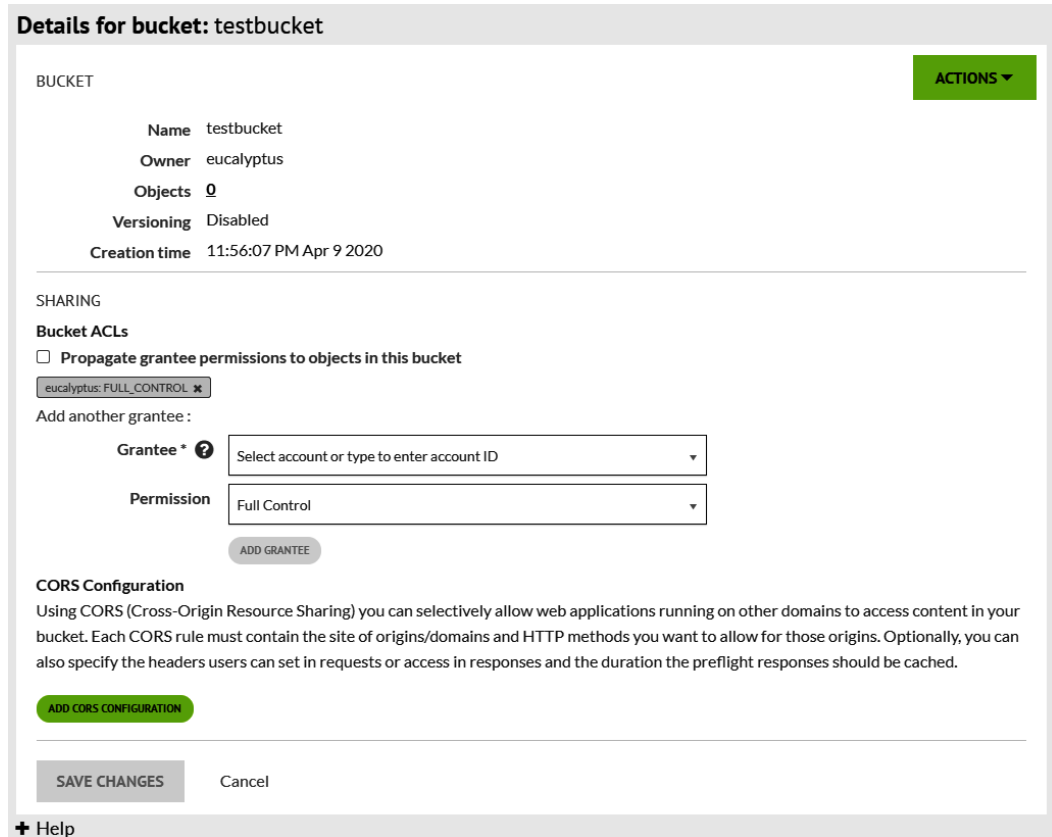 Details for bucket: testbucket
BUCKET
ACTIONS
Name testbucket
Owner eucalyptus
Objects 0
Versioning Disabled
Creation time 11:56:07 PM Apr 9 2020
SHARING
Bucket ACLs
Propagate grantee permissions to objects in this bucket
eucalyptus: FULL_CONTROL ✖
Add another grantee :
Grantee * ? Select account or type to enter account ID
Permission Full Control
ADD GRANTEE
CORS Configuration
Using CORS (Cross-Origin Resource Sharing) you can selectively allow web applications running on other domains to access content in your
bucket. Each CORS rule must contain the site of origins/domains and HTTP methods you want to allow for those origins. Optionally, you can
also specify the headers users can set in requests or access in responses and the duration the preflight responses should be cached.
ADD CORS CONFIGURATION
SAVE CHANGES Cancel
+ Help